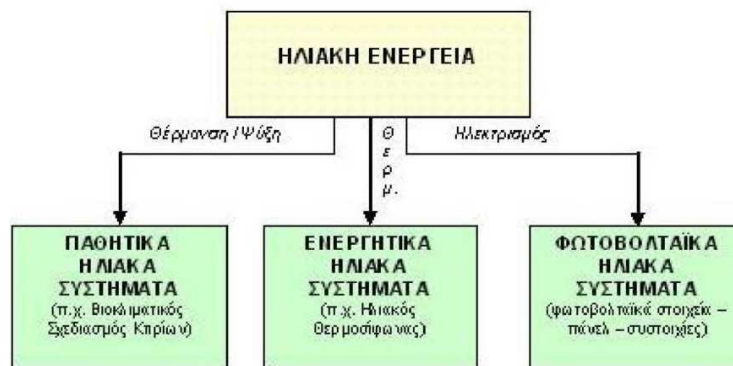 ΗΛΙΑΚΗ ΕΝΕΡΓΕΙΑ
Θέρμανση /Ψύξη
Θ
ε
ρ
μ.
Ηλεκτρισμός
ΠΑΘΗΤΙΚΑ
ΗΛΙΑΚΑ
ΣΥΣΤΗΜΑΤΑ
(π.χ. Βιοκλιματικός
Σχεδιασμός Κτιρίων)
ΕΝΕΡΓΗΤΙΚΑ
ΗΛΙΑΚΑ
ΣΥΣΤΗΜΑΤΑ
(π.χ. Ηλιακός
Θερμοσίφωνας)
ΦΩΤΟΒΟΛΤΑΪΚΑ
ΗΛΙΑΚΑ
ΣΥΣΤΗΜΑΤΑ
(φωτοβολταϊκά στοιχεία –
πάνελ – συστοιχίες)